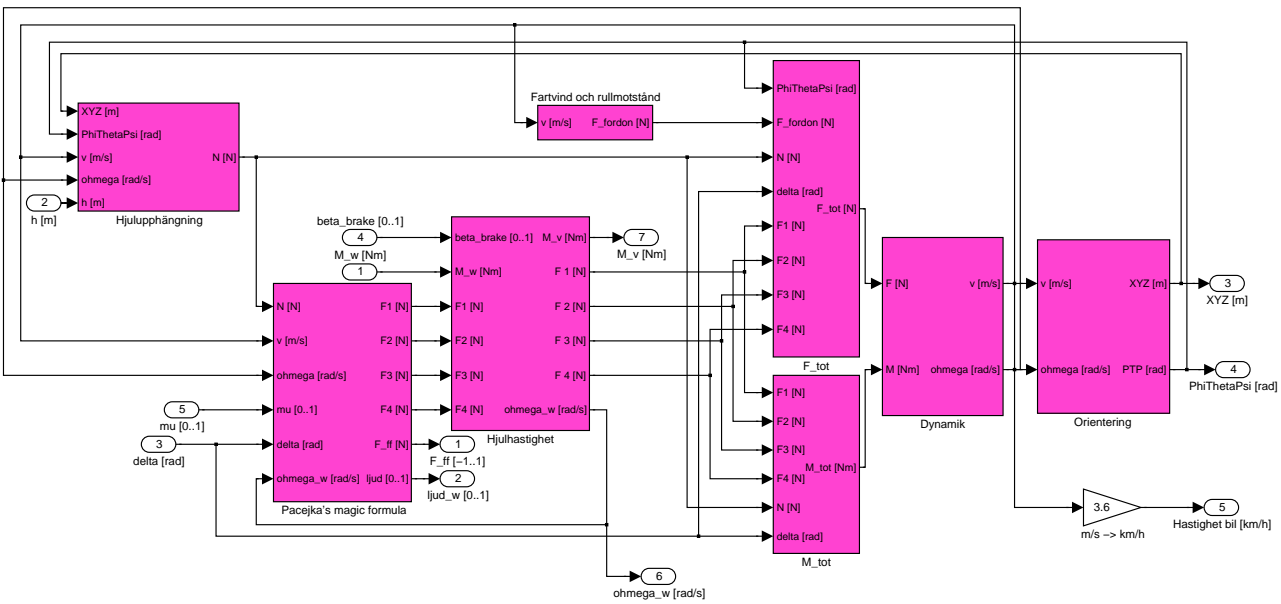 XYZ [m]
PhiThetaPsi [rad]
v [m/s]
N [N]
ohmega [rad/s]
2
h [m]
h [m]
Hjulupphängning
Fartvind och rullmotstånd
v [m/s]
F_fordon [N]
PhiThetaPsi [rad]
F_fordon [N]
N [N]
delta [rad]
F_tot [N]
F1 [N]
F2 [N]
F3 [N]
F4 [N]
F_tot
beta_brake [0..1]
4
M_w [Nm]
1
beta_brake [0..1]
M_v [Nm]
M_w [Nm]
F 1 [N]
F1 [N]
F 2 [N]
F2 [N]
F 3 [N]
F3 [N]
F 4 [N]
F4 [N]
ohmega_w [rad/s]
Hjulhastighet
7
M_v [Nm]
N [N]
F1 [N]
v [m/s]
F2 [N]
ohmega [rad/s]
F3 [N]
mu [0..1]
F4 [N]
delta [rad]
F_ff [N]
ohmega_w [rad/s]
ljud [0..1]
Pacejka's magic formula
5
mu [0..1]
3
delta [rad]
1
F_ff [−1..1]
2
ljud_w [0..1]
F1 [N]
F2 [N]
F3 [N]
M_tot [Nm]
F4 [N]
N [N]
delta [rad]
M_tot
6
ohmega_w [rad/s]
F [N]
v [m/s]
M [Nm]
ohmega [rad/s]
Dynamik
v [m/s]
XYZ [m]
ohmega [rad/s]
PTP [rad]
Orientering
3
XYZ [m]
4
PhiThetaPsi [rad]
3.6
m/s −> km/h
5
Hastighet bil [km/h]